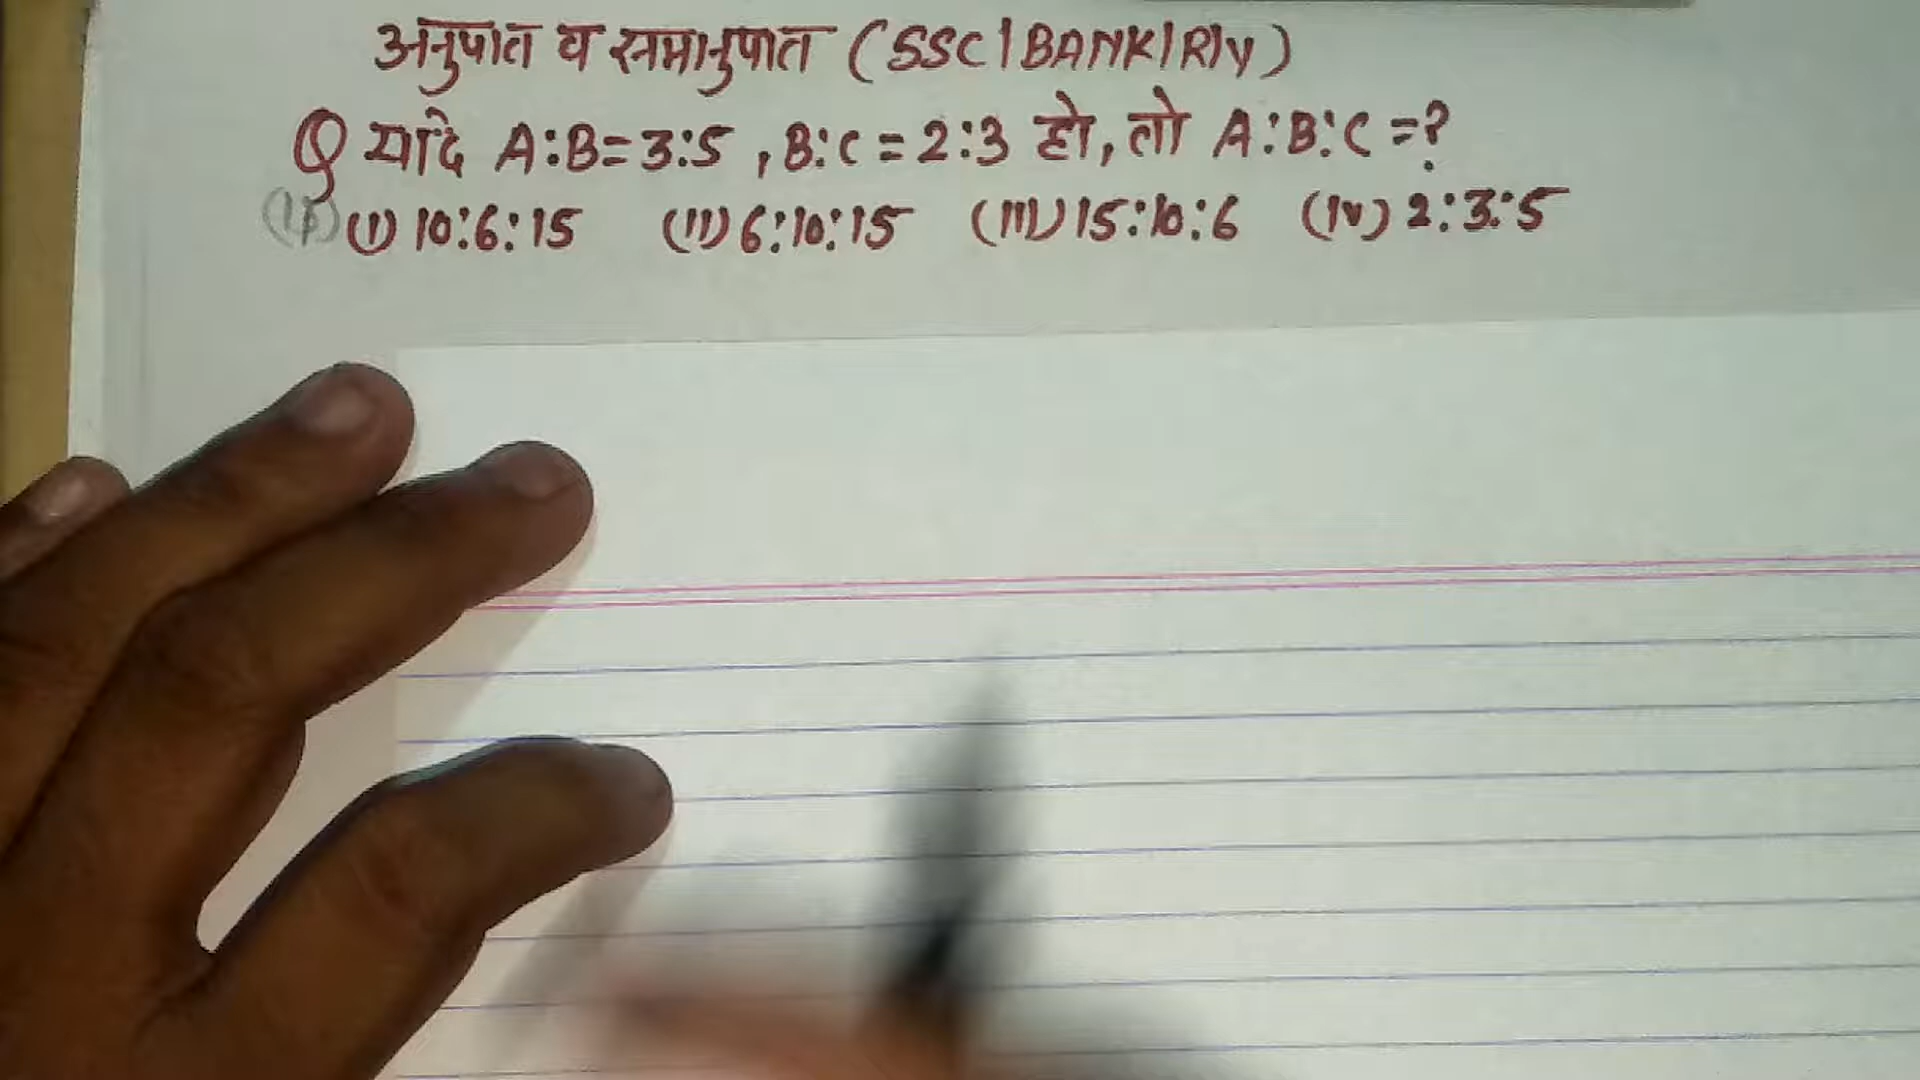 अनुपात व समानुपात (SSC|BANK|Rly)
Q यदि A:B=3:5, B:C=2:3 हो, तो A:B:C=?
(I) 10:6:15 (II) 6:10:15 (III) 15:10:6 (IV) 2:3:5